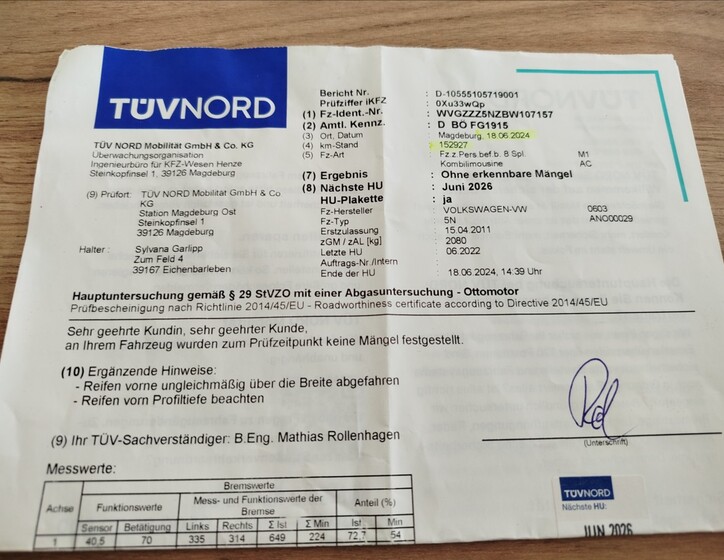 TÜVNORD
TÜV NORD Mobilität GmbH & Co. KG
Überwachungsorganisation
Ingenieurbüro für KFZ-Wesen Henze
Steinkopfinsel 1, 39126 Magdeburg
(9) Prüfort: TÜV NORD Mobilität GmbH & Co
KG
Station Magdeburg Ost
Steinkopfinsel 1
39126 Magdeburg
Halter : Sylvana Garlipp
Zum Feld 4
39167 Eichenbarleben
Bericht Nr. : D-10555105719001
Prüfziffer iKFZ : 0Xu33wQp
(1) Fz-Ident.-Nr. : WVGZZZ5NZBW107157
(2) Amtl. Kennz. : D BÖ FG1915
(3) Ort, Datum : Magdeburg, 18.06.2024
(4) km-Stand : 152927
(5) Fz-Art : Fz.z.Pers.bef.b. 8 Spl. M1
Kombilimousine AC
(7) Ergebnis : Ohne erkennbare Mängel
(8) Nächste HU : Juni 2026
HU-Plakette : ja
Fz-Hersteller : VOLKSWAGEN-VW 0603
Fz-Typ : 5N ANO00029
Erstzulassung : 15.04.2011
zGM / zAL [kg] : 2080
Letzte HU : 06.2022
Auftrags-Nr./Intern :
Ende der HU : 18.06.2024, 14:39 Uhr
Hauptuntersuchung gemäß § 29 StVZO mit einer Abgasuntersuchung - Ottomotor
Prüfbescheinigung nach Richtlinie 2014/45/EU - Roadworthiness certificate according to Directive 2014/45/EU
Sehr geehrte Kundin, sehr geehrter Kunde,
an Ihrem Fahrzeug wurden zum Prüfzeitpunkt keine Mängel festgestellt.
(10) Ergänzende Hinweise:
- Reifen vorne ungleichmäßig über die Breite abgefahren
- Reifen vorn Profiltiefe beachten
(9) Ihr TÜV-Sachverständiger: B.Eng. Mathias Rollenhagen
(Unterschrift)
Messwerte:
Bremswerte
Achse Funktionswerte Mess- und Funktionswerte der Bremse Anteil (%)
Sensor Betätigung Links Rechts Σ Ist Σ Min Ist Min
1 40,5 70 335 314 649 224 72,7 54
TÜVNORD
Nächste HU:
JUN 2026